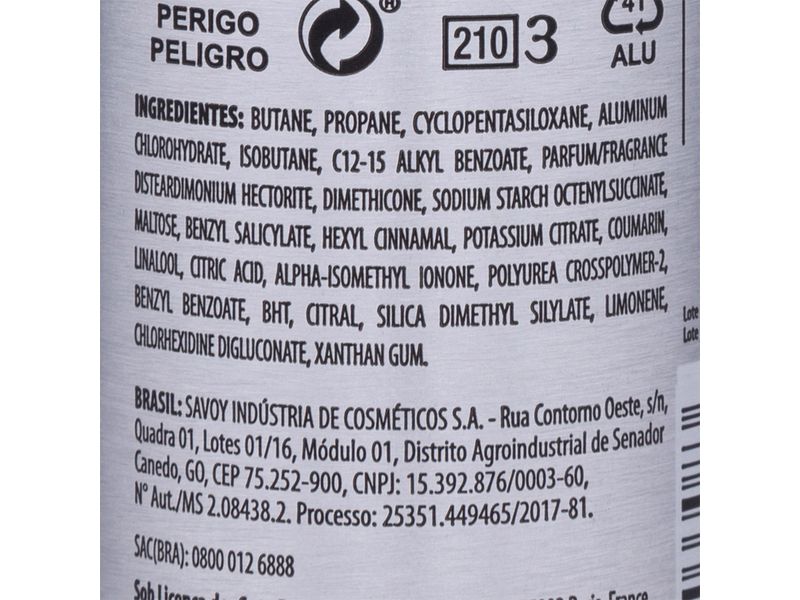 PERIGO
PELIGRO
®
210 3
41
ALU
INGREDIENTES: BUTANE, PROPANE, CYCLOPENTASILOXANE, ALUMINUM
CHLOROHYDRATE, ISOBUTANE, C12-15 ALKYL BENZOATE, PARFUM/FRAGRANCE
DISTEARDIMONIUM HECTORITE, DIMETHICONE, SODIUM STARCH OCTENYLSUCCINATE,
MALTOSE, BENZYL SALICYLATE, HEXYL CINNAMAL, POTASSIUM CITRATE, COUMARIN,
LINALOOL, CITRIC ACID, ALPHA-ISOMETHYL IONONE, POLYUREA CROSSPOLYMER-2,
BENZYL BENZOATE, BHT, CITRAL, SILICA DIMETHYL SILYLATE, LIMONENE,
CHLORHEXIDINE DIGLUCONATE, XANTHAN GUM.
BRASIL: SAVOY INDÚSTRIA DE COSMÉTICOS S.A. - Rua Contorno Oeste, s/n,
Quadra 01, Lotes 01/16, Módulo 01, Distrito Agroindustrial de Senador
Canedo, GO, CEP 75.252-900, CNPJ: 15.392.876/0003-60,
N° Aut./MS 2.08438.2. Processo: 25351.449465/2017-81.
SAC(BRA): 0800 012 6888
Sob Licença
Lote
Lote